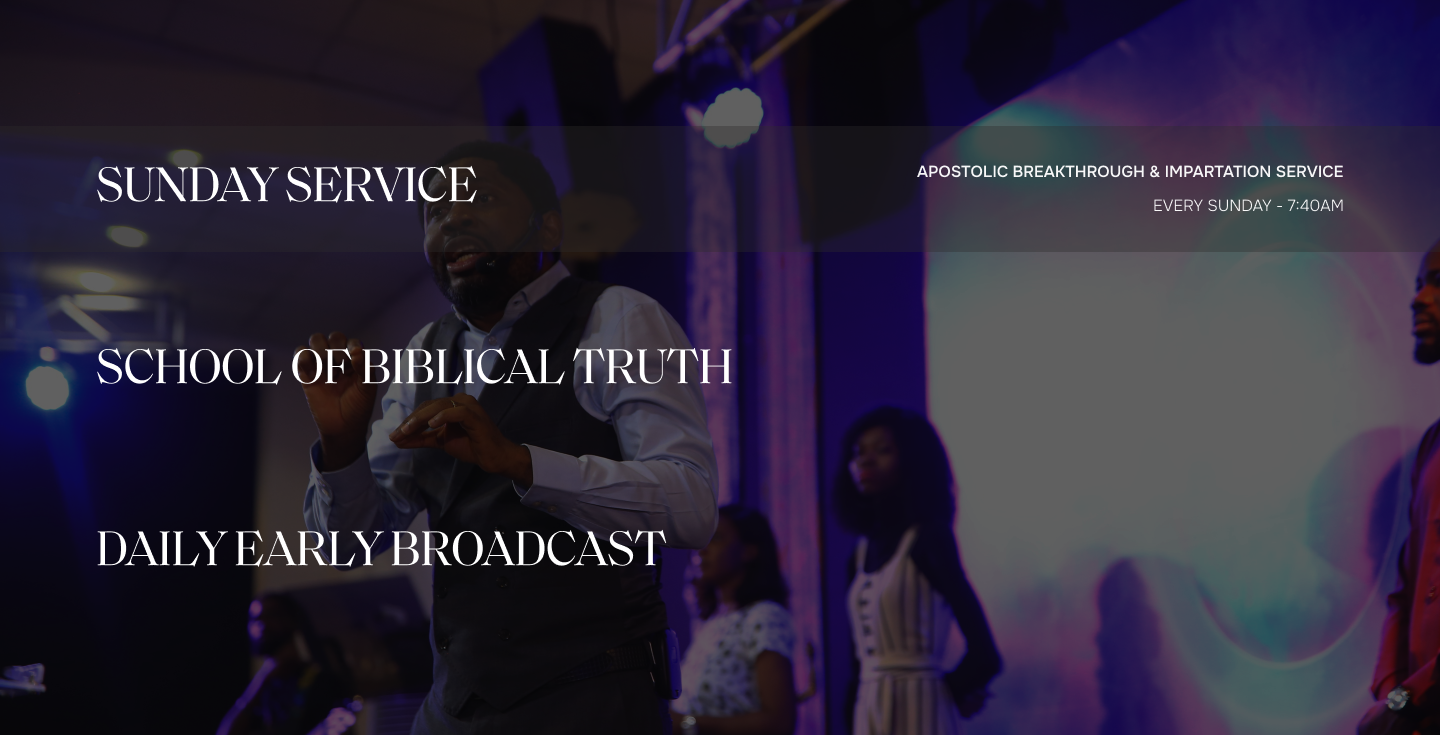 SUNDAY SERVICE
APOSTOLIC BREAKTHROUGH & IMPARTATION SERVICE
EVERY SUNDAY - 7:40AM
SCHOOL OF BIBLICAL TRUTH
DAILY EARLY BROADCAST